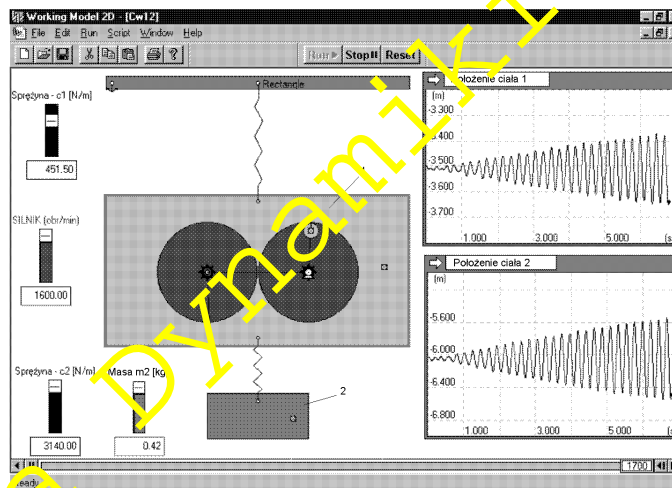 Working Model 2D - [Cw12]
File Edit Run Script Window Help
Run Stop Reset
Rectangle
Sprężyna - c1 [N/m]
451.50
SILNIK (obr/min)
1600.00
Sprężyna - c2 [N/m]
3140.00
Masa m2 [kg
0.42
1
2
Położenie ciała 1
[m]
-3.300
-3.400
-3.500
-3.600
-3.700
1.000 3.000 5.000 (s
Położenie ciała 2
[m]
-5.600
-6.000
-6.400
-6.800
1.000 3.000 5.000 (s
1700
Ready
Dynamiki